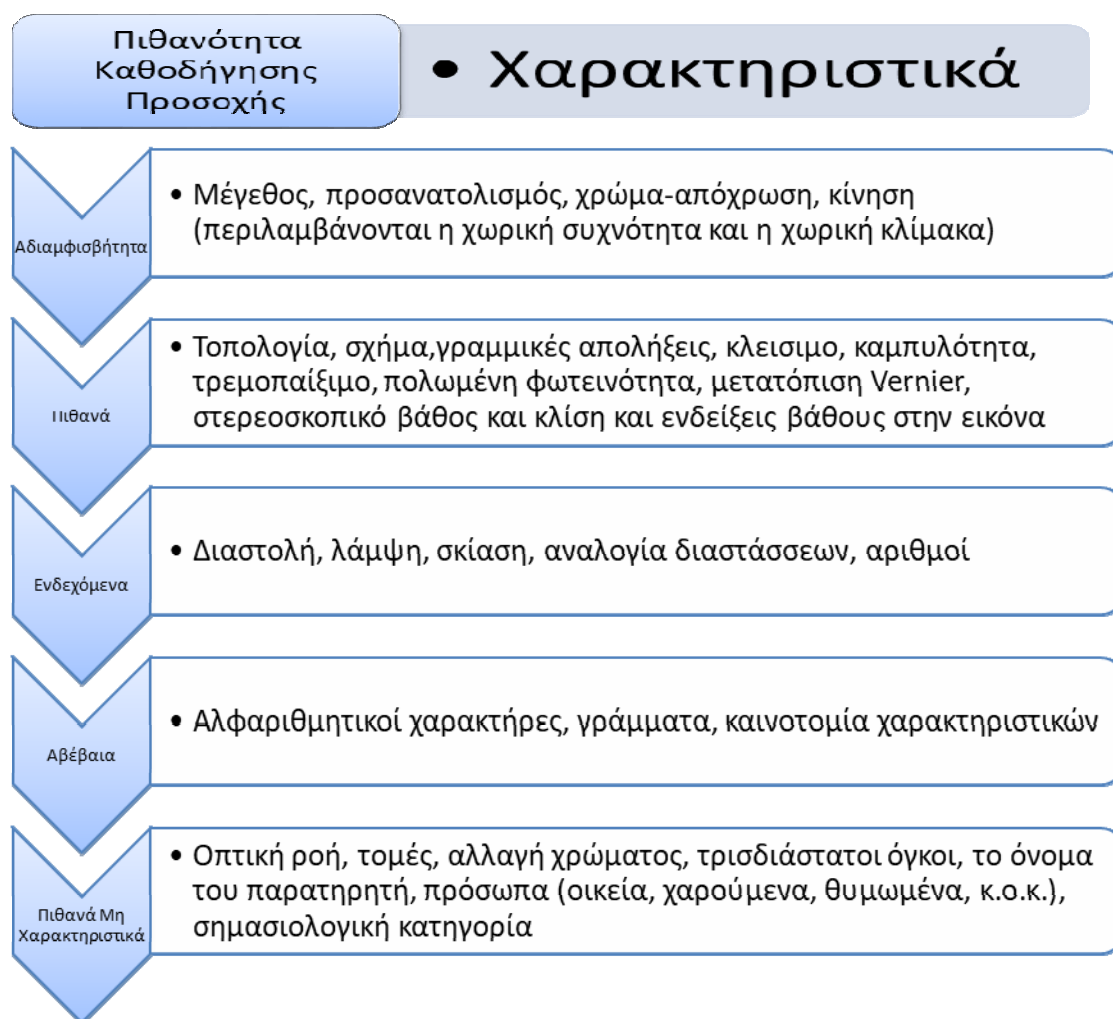 Πιθανότητα
Καθοδήγησης
Προσοχής
• Χαρακτηριστικά
Αδιαμφισβήτητα
• Μέγεθος, προσανατολισμός, χρώμα-απόχρωση, κίνηση
(περιλαμβάνονται η χωρική συχνότητα και η χωρική κλίμακα)
Πιθανά
• Τοπολογία, σχήμα,γραμμικές απολήξεις, κλεισιμο, καμπυλότητα,
τρεμοπαίξιμο, πολωμένη φωτεινότητα, μετατόπιση Vernier,
στερεοσκοπικό βάθος και κλίση και ενδείξεις βάθους στην εικόνα
Ενδεχόμενα
• Διαστολή, λάμψη, σκίαση, αναλογία διαστάσσεων, αριθμοί
Αβέβαια
• Αλφαριθμητικοί χαρακτήρες, γράμματα, καινοτομία χαρακτηριστικών
Πιθανά Μη
Χαρακτηριστικά
• Οπτική ροή, τομές, αλλαγή χρώματος, τρισδιάστατοι όγκοι, το όνομα
του παρατηρητή, πρόσωπα (οικεία, χαρούμενα, θυμωμένα, κ.ο.κ.),
σημασιολογική κατηγορία